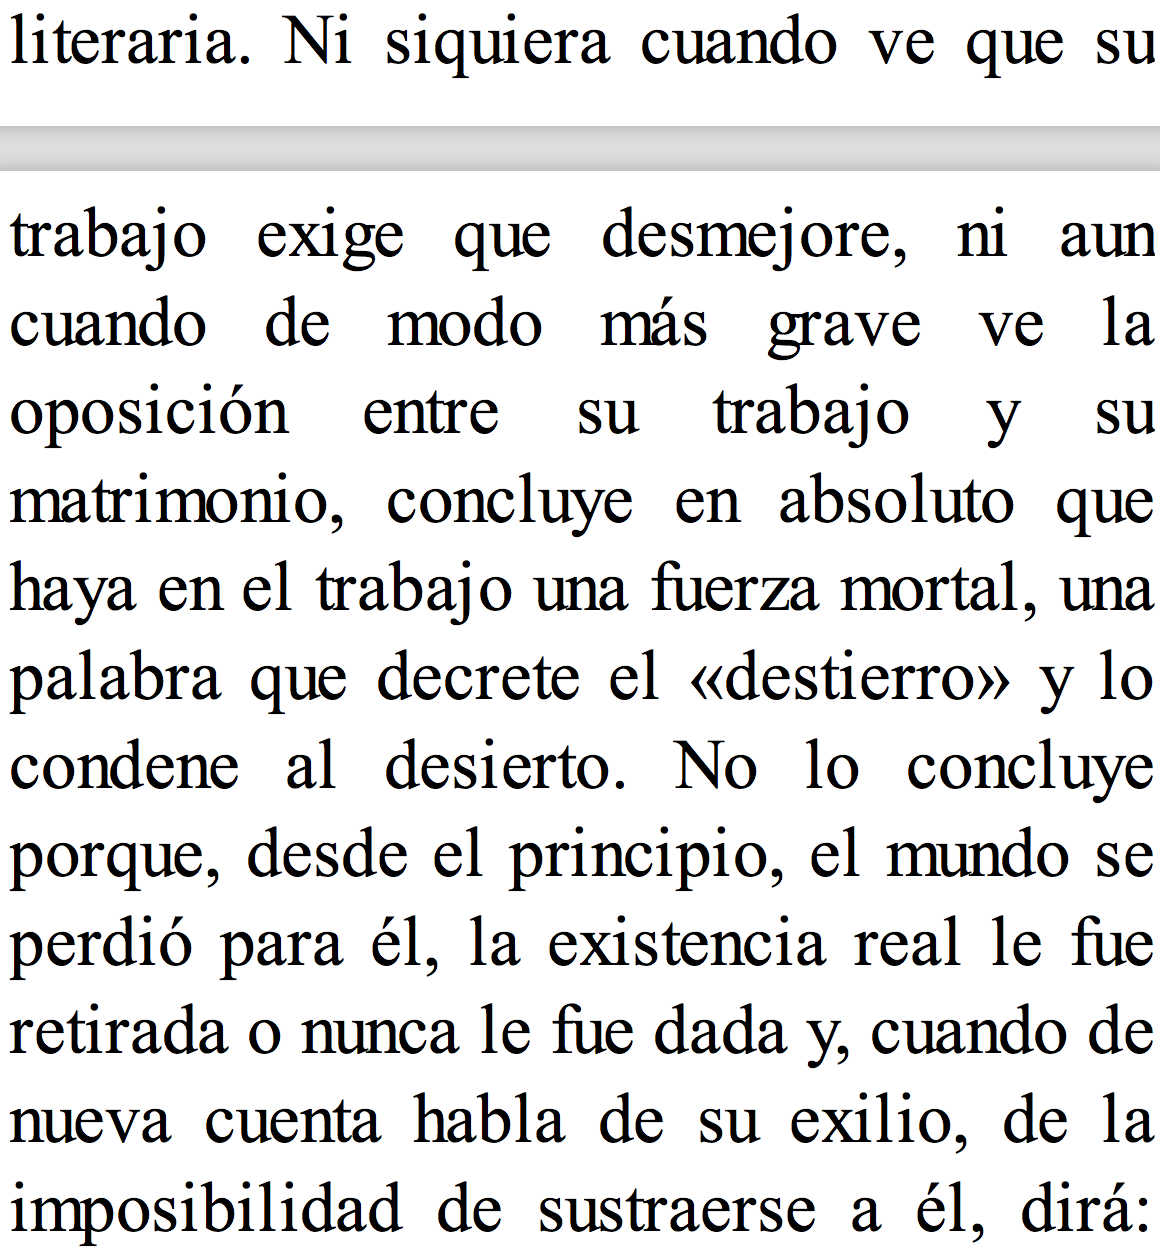 literaria. Ni siquiera cuando ve que su
trabajo exige que desmejore, ni aun
cuando de modo más grave ve la
oposición entre su trabajo y su
matrimonio, concluye en absoluto que
haya en el trabajo una fuerza mortal, una
palabra que decrete el «destierro» y lo
condene al desierto. No lo concluye
porque, desde el principio, el mundo se
perdió para él, la existencia real le fue
retirada o nunca le fue dada y, cuando de
nueva cuenta habla de su exilio, de la
imposibilidad de sustraerse a él, dirá: